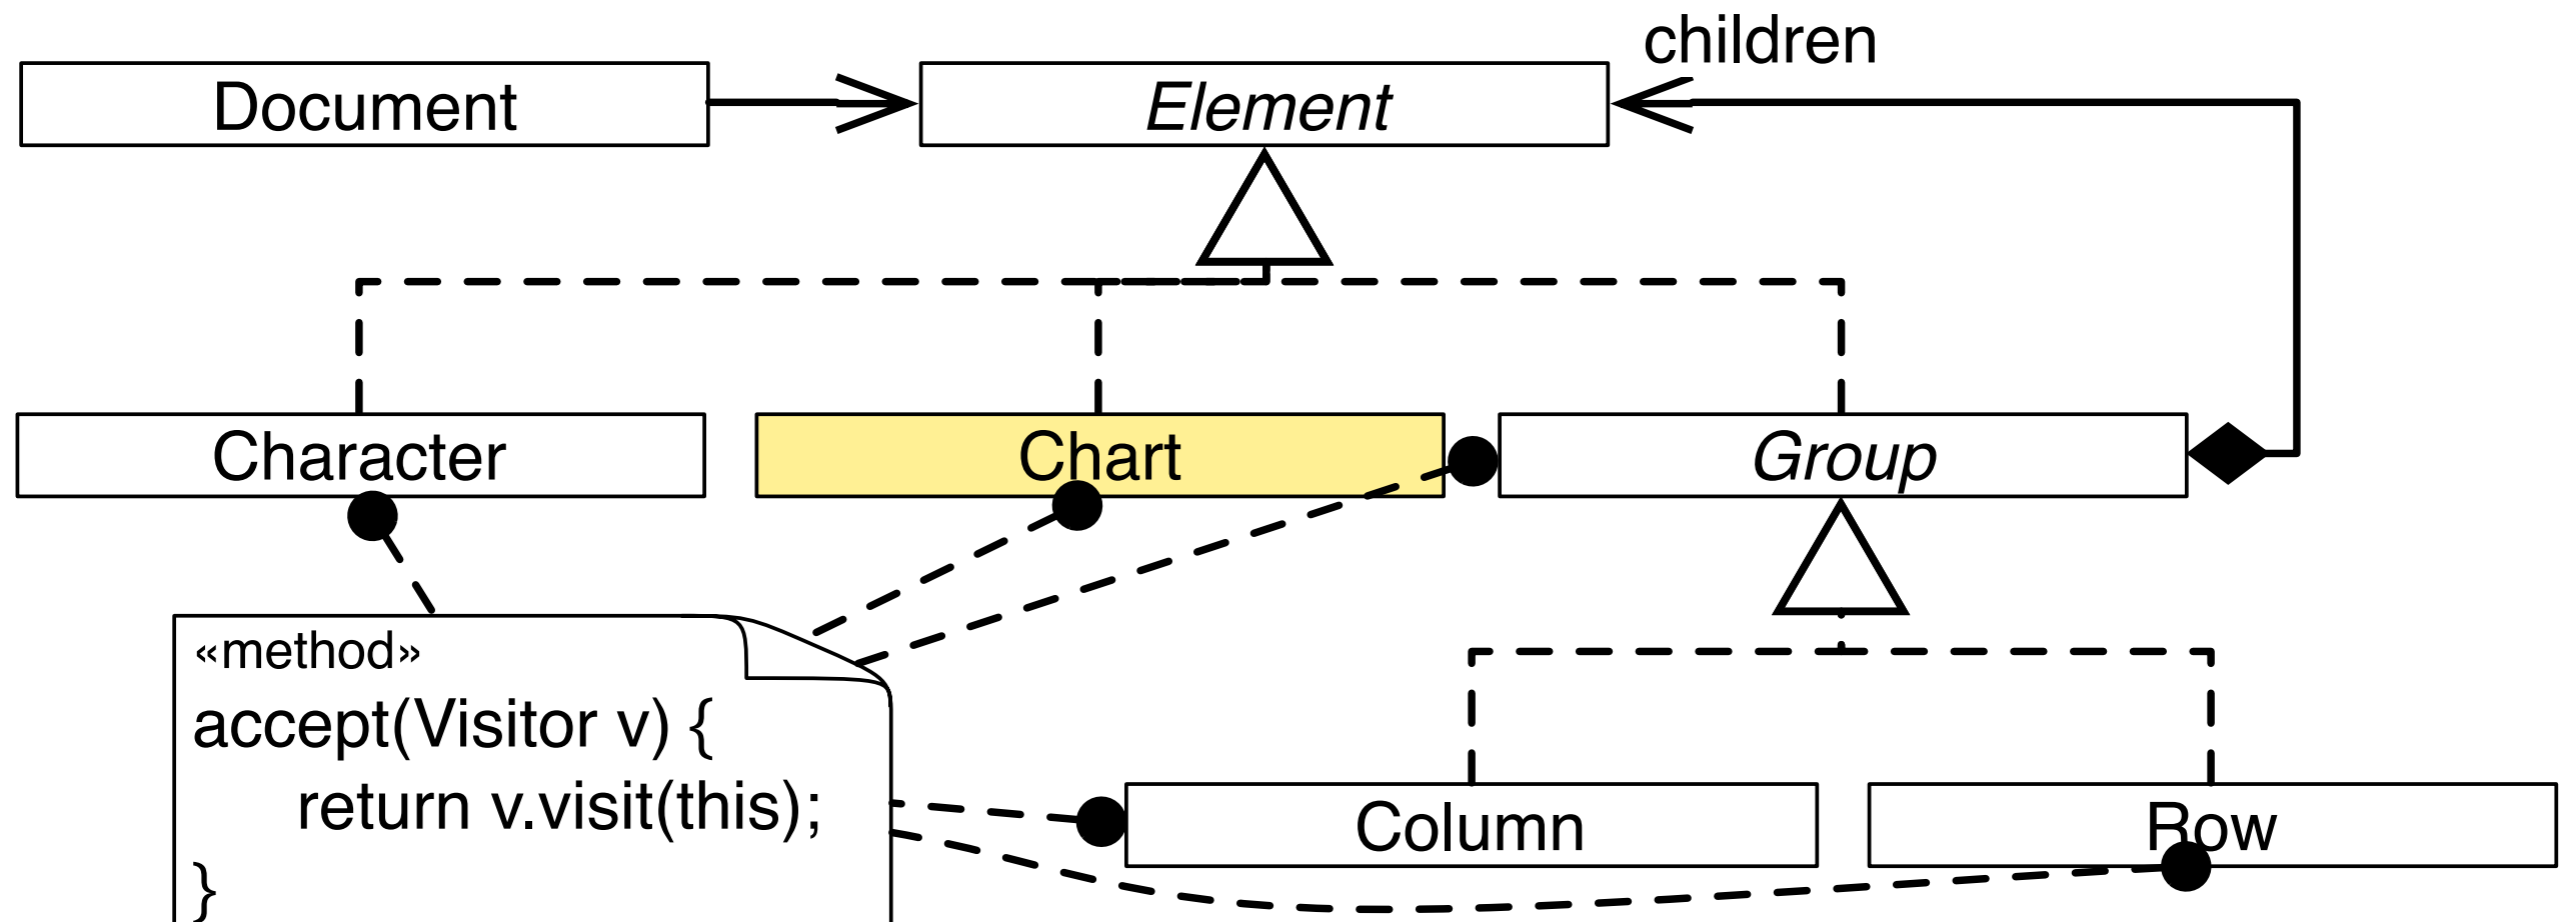 children
Document
Element
Character
Chart
Group
«method»
accept(Visitor v) {
return v.visit(this);
}
Column
Row